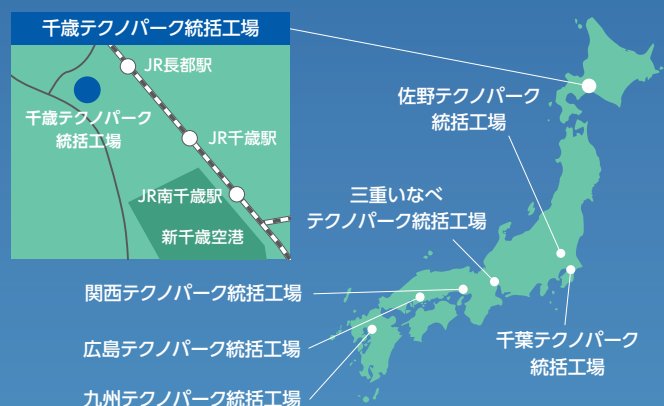 千歳テクノパーク統括工場
JR長都駅
千歳テクノパーク
統括工場
JR千歳駅
JR南千歳駅
新千歳空港
佐野テクノパーク
統括工場
三重いなべ
テクノパーク統括工場
関西テクノパーク統括工場
広島テクノパーク統括工場
千葉テクノパーク
統括工場
九州テクノパーク統括工場